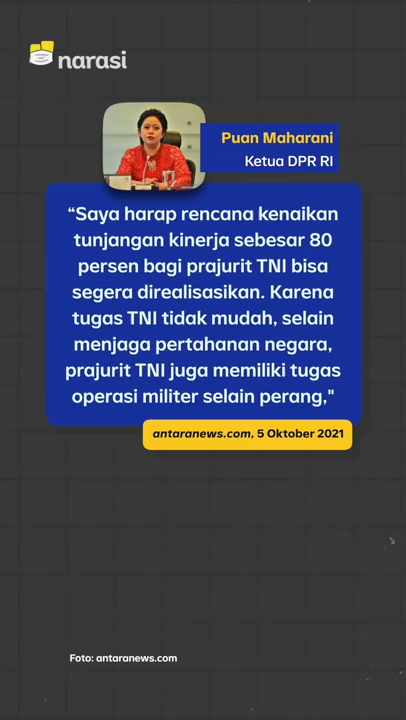 narasi
Puan Maharani
Ketua DPR RI
“Saya harap rencana kenaikan
tunjangan kinerja sebesar 80
persen bagi prajurit TNI bisa
segera direalisasikan. Karena
tugas TNI tidak mudah, selain
menjaga pertahanan negara,
prajurit TNI juga memiliki tugas
operasi militer selain perang,"
antaranews.com, 5 Oktober 2021
Foto: antaranews.com